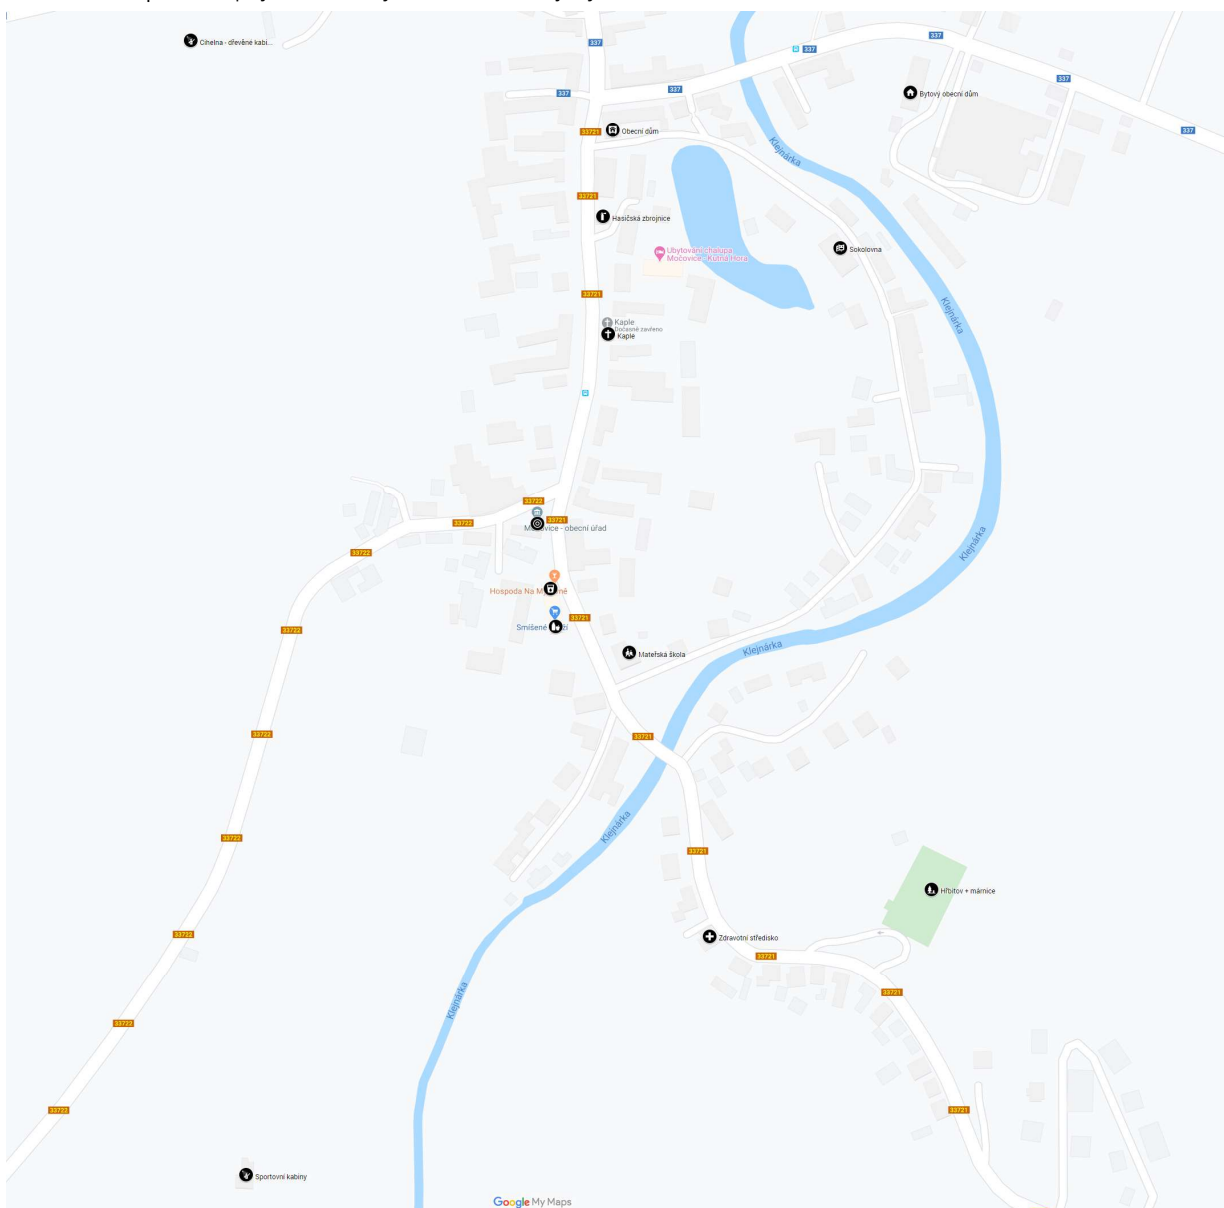 337
337
337
Cihelna - dřevěné kabi...
337
337
337
Bytový obecní dům
337
33721
Obecní dům
Klejnárka
33721
Hasičská zbrojnice
Ubytování chalupa
Močovice - Kutná Hora
Sokolovna
33721
Klejnárka
Kaple
Dočasně zavřeno
Kaple
33722
33722
33721
obecní úřad
33722
Klejnárka
Hospoda Na
33721
Smíšené
33722
Mateřská škola
Klejnárka
33722
33721
Klejnárka
33722
33721
Hřbitov + márnice
33722
Zdravotní středisko
33721
33721
Klejnárka
33722
33722
33721
Sportovní kabiny
Google My Maps